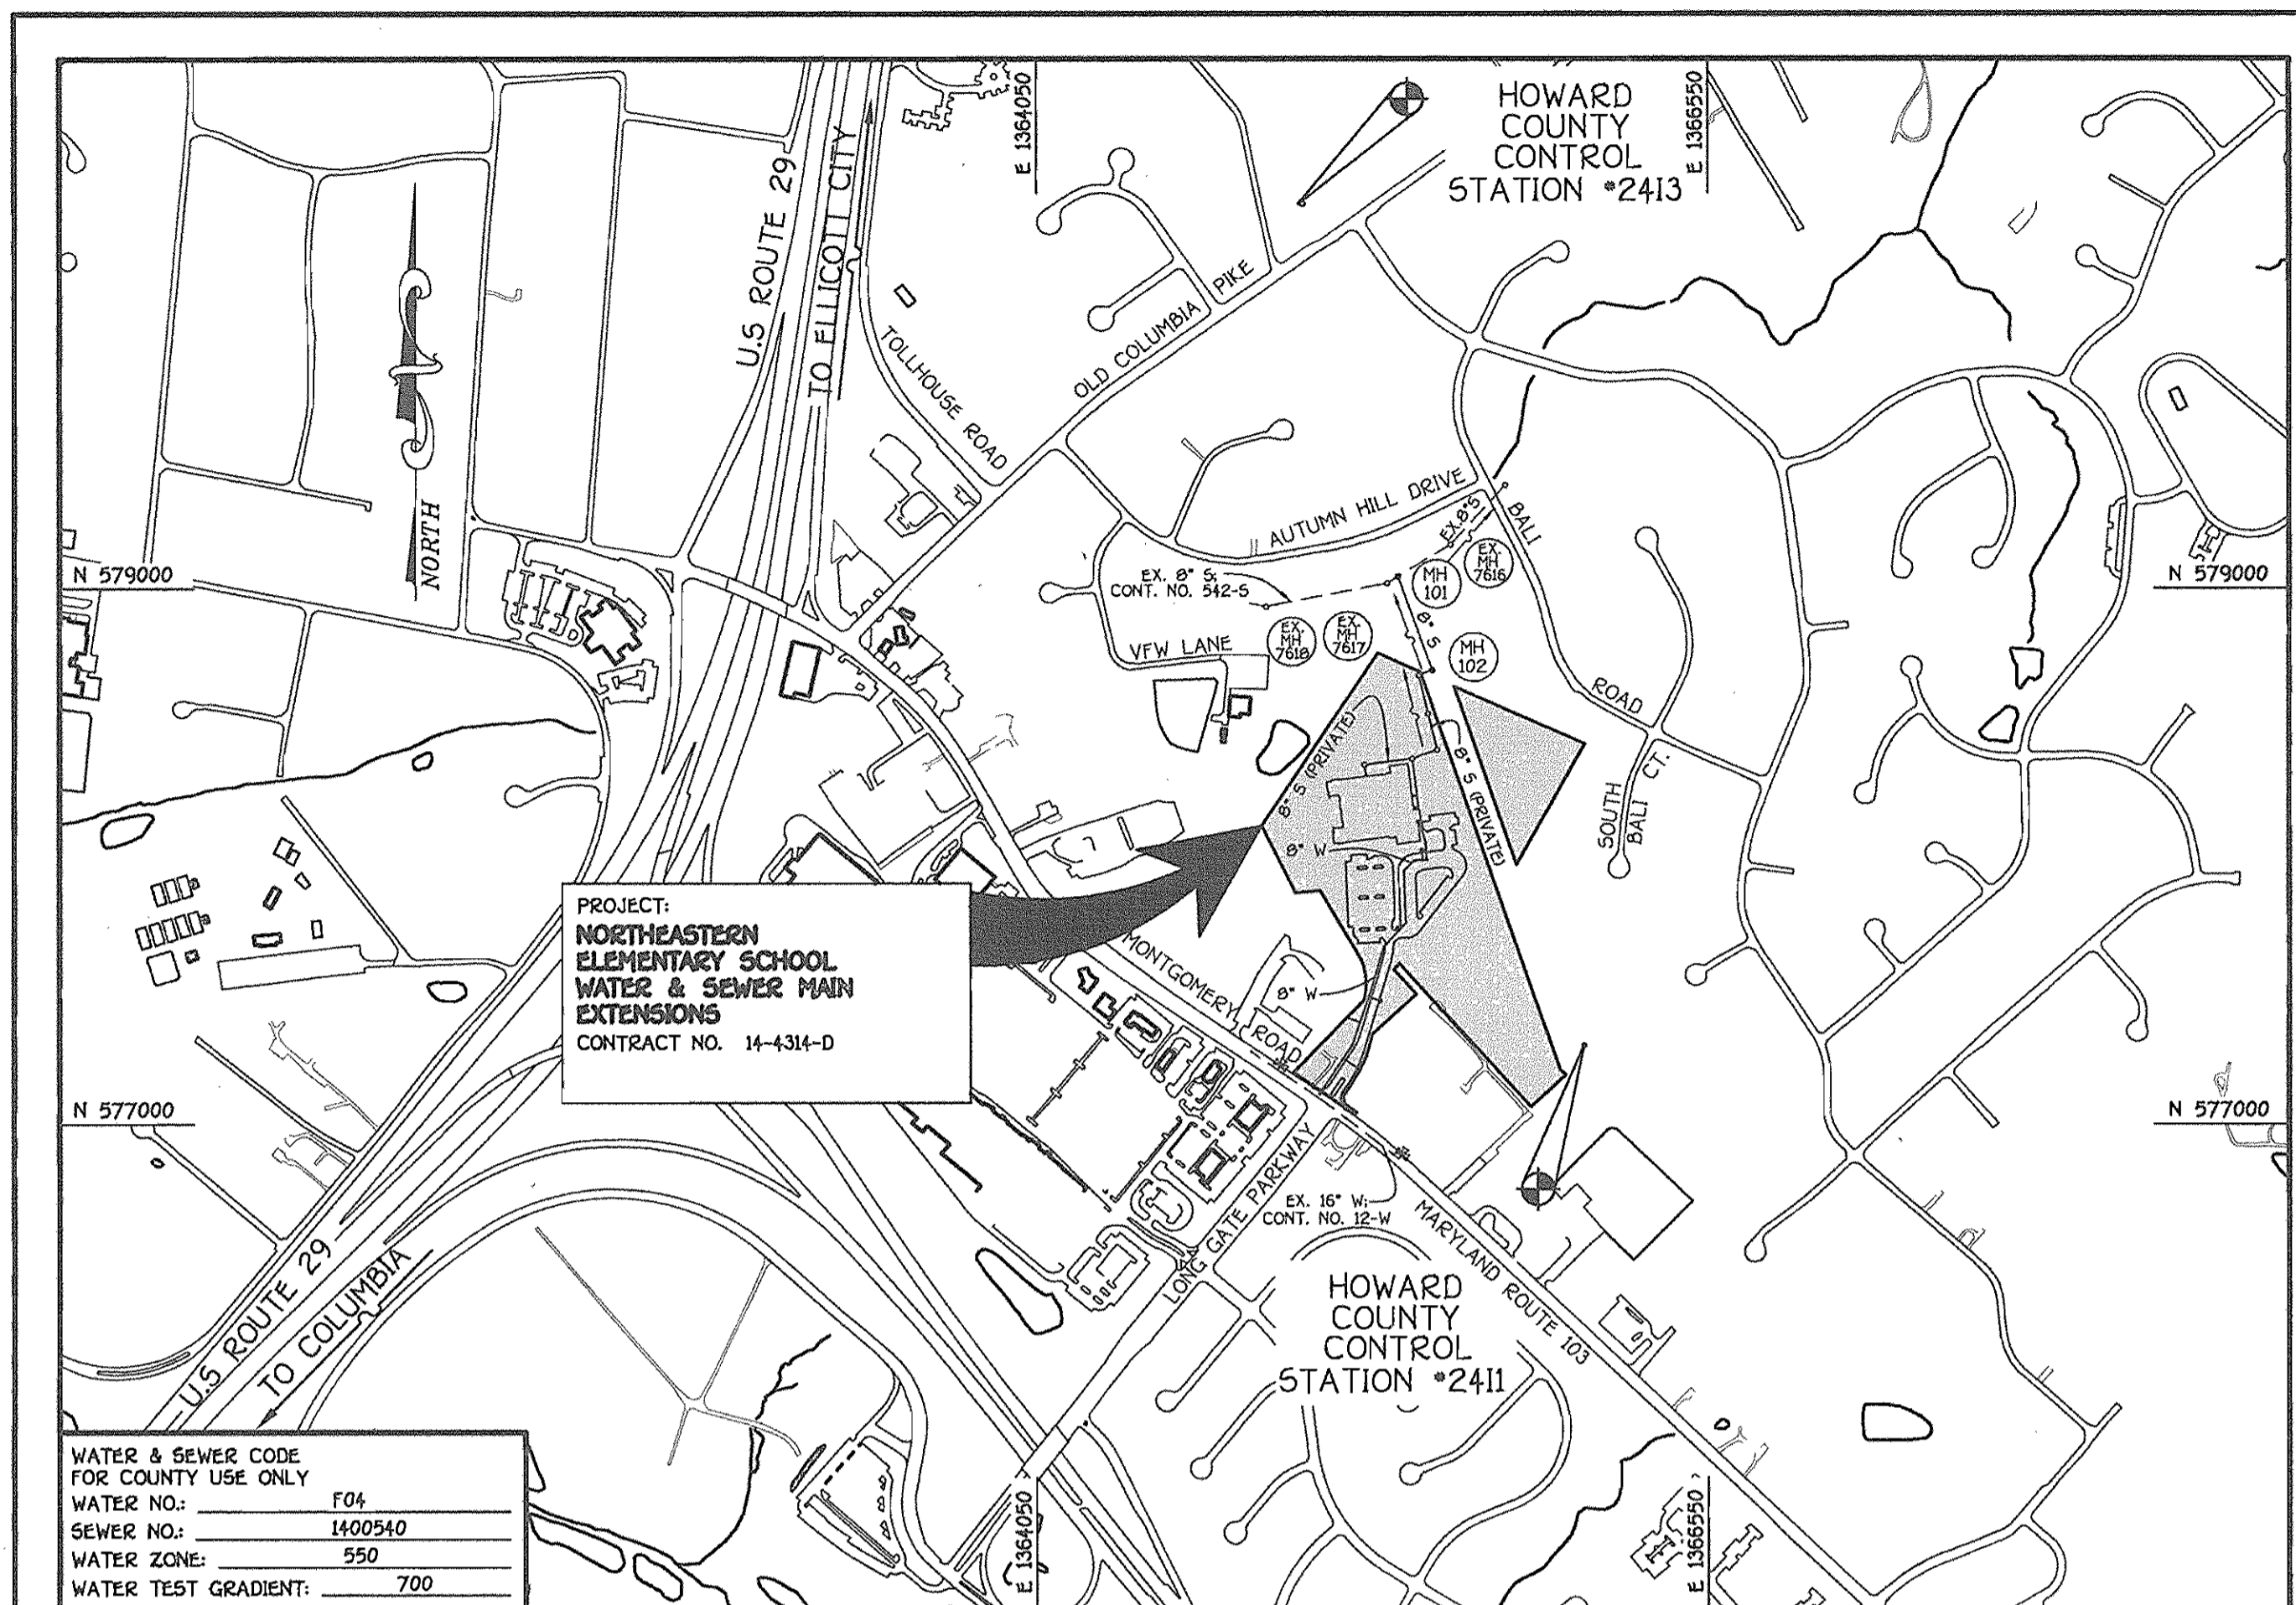 E 1364050
HOWARD
COUNTY
CONTROL
STATION #24I3
E 1366550
U.S ROUTE 29
TO ELLICOTT CITY
TOLLHOUSE ROAD
OLD COLUMBIA PIKE
NORTH
N 579000
N 579000
AUTUMN HILL DRIVE
EX. 8" S
BALI
EX. 8" S;
CONT. NO. 542-S
MH
101
EX.
MH
7616
VFW LANE
EX.
MH
7618
EX.
MH
7617
8" S
MH
102
ROAD
8" S (PRIVATE)
8" S (PRIVATE)
SOUTH
BALI CT.
8" W
PROJECT:
NORTHEASTERN
ELEMENTARY SCHOOL
WATER & SEWER MAIN
EXTENSIONS
CONTRACT NO. 14-4314-D
MONTGOMERY ROAD
8" W
N 577000
N 577000
LONG GATE PARKWAY
EX. 16" W;
CONT. NO. 12-W
MARYLAND ROUTE 103
U.S ROUTE 29
TO COLUMBIA
HOWARD
COUNTY
CONTROL
STATION #24I1
WATER & SEWER CODE
FOR COUNTY USE ONLY
WATER NO.: F04
SEWER NO.: 1400540
WATER ZONE: 550
WATER TEST GRADIENT: 700
E 1364050
E 1366550